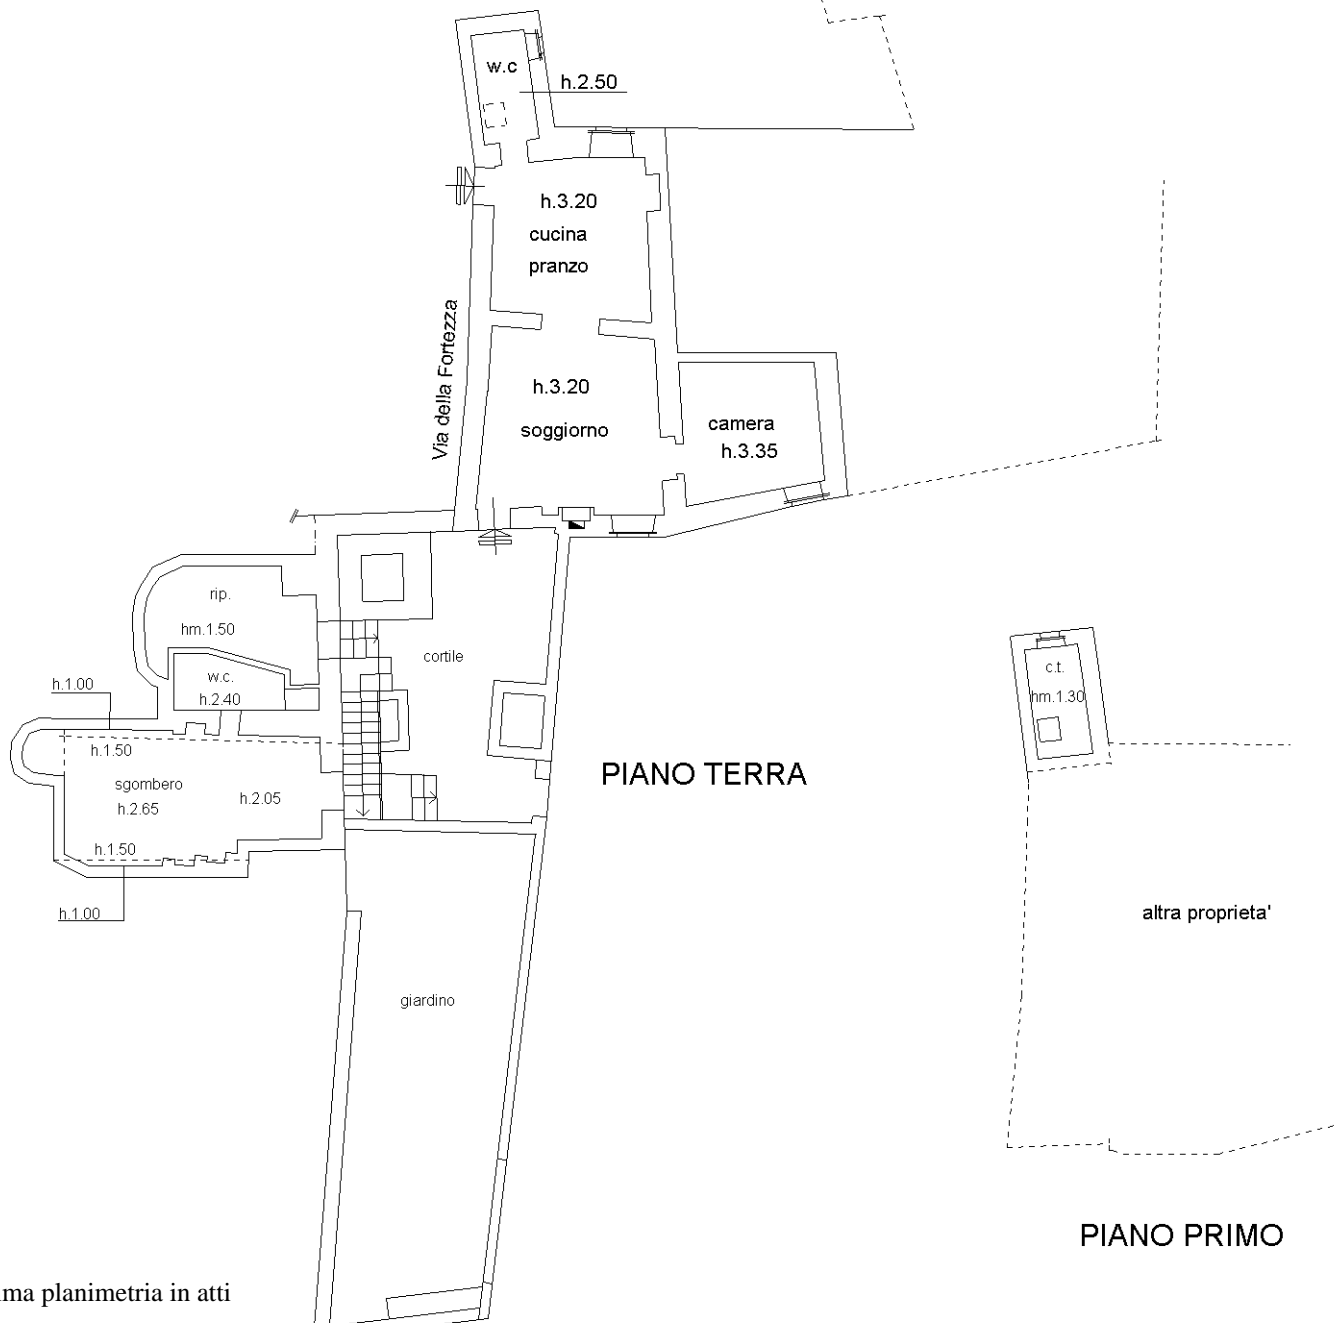 w.c
h.2.50
h.3.20
cucina
pranzo
Via della Fortezza
h.3.20
soggiorno
camera
h.3.35
rip.
hm.1.50
cortile
w.c.
h.2.40
h.1.00
h.1.50
sgombero
h.2.65
h.2.05
h.1.50
h.1.00
PIANO TERRA
giardino
c.t.
hm.1.30
altra proprieta'
PIANO PRIMO
planimetria in atti